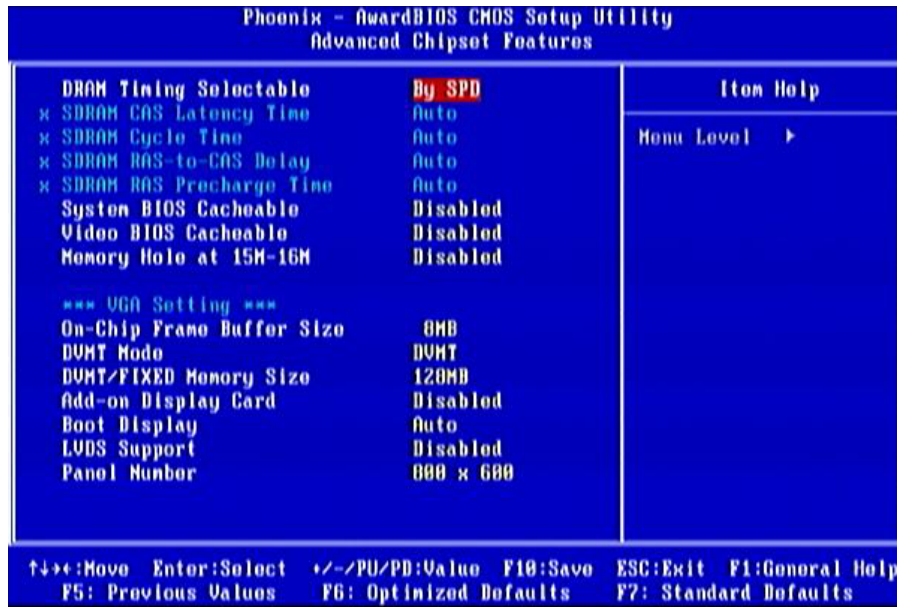 Phoenix - AwardBIOS CMOS Setup Utility
Advanced Chipset Features
DRAM Timing Selectable By SPD
x SDRAM CAS Latency Time Auto
x SDRAM Cycle Time Auto
x SDRAM RAS-to-CAS Delay Auto
x SDRAM RAS Precharge Time Auto
System BIOS Cacheable Disabled
Video BIOS Cacheable Disabled
Memory Hole at 15M-16M Disabled
*** VGA Setting ***
On-Chip Frame Buffer Size 8MB
DVMT Mode DVMT
DVMT/FIXED Memory Size 128MB
Add-on Display Card Disabled
Boot Display Auto
LVDS Support Disabled
Panel Number 800 x 600
Item Help
Menu Level ▶
↑↓→←:Move Enter:Select +/-/PU/PD:Value F10:Save ESC:Exit F1:General Help
F5: Previous Values F6: Optimized Defaults F7: Standard Defaults